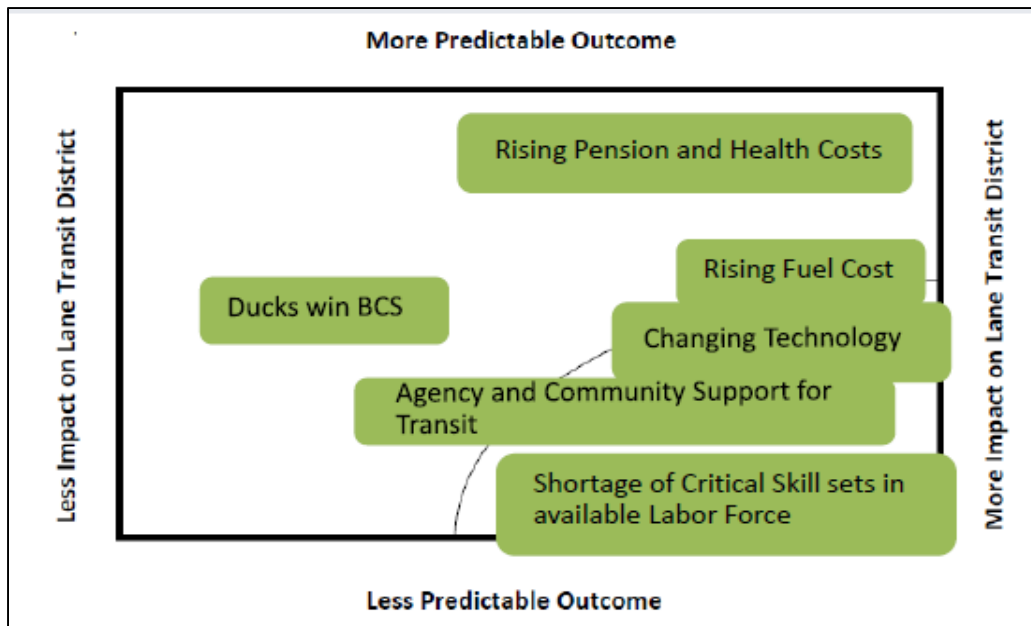 More Predictable Outcome
Less Impact on Lane Transit District
Rising Pension and Health Costs
Rising Fuel Cost
Ducks win BCS
Changing Technology
Agency and Community Support for
Transit
Shortage of Critical Skill sets in
available Labor Force
More Impact on Lane Transit District
Less Predictable Outcome